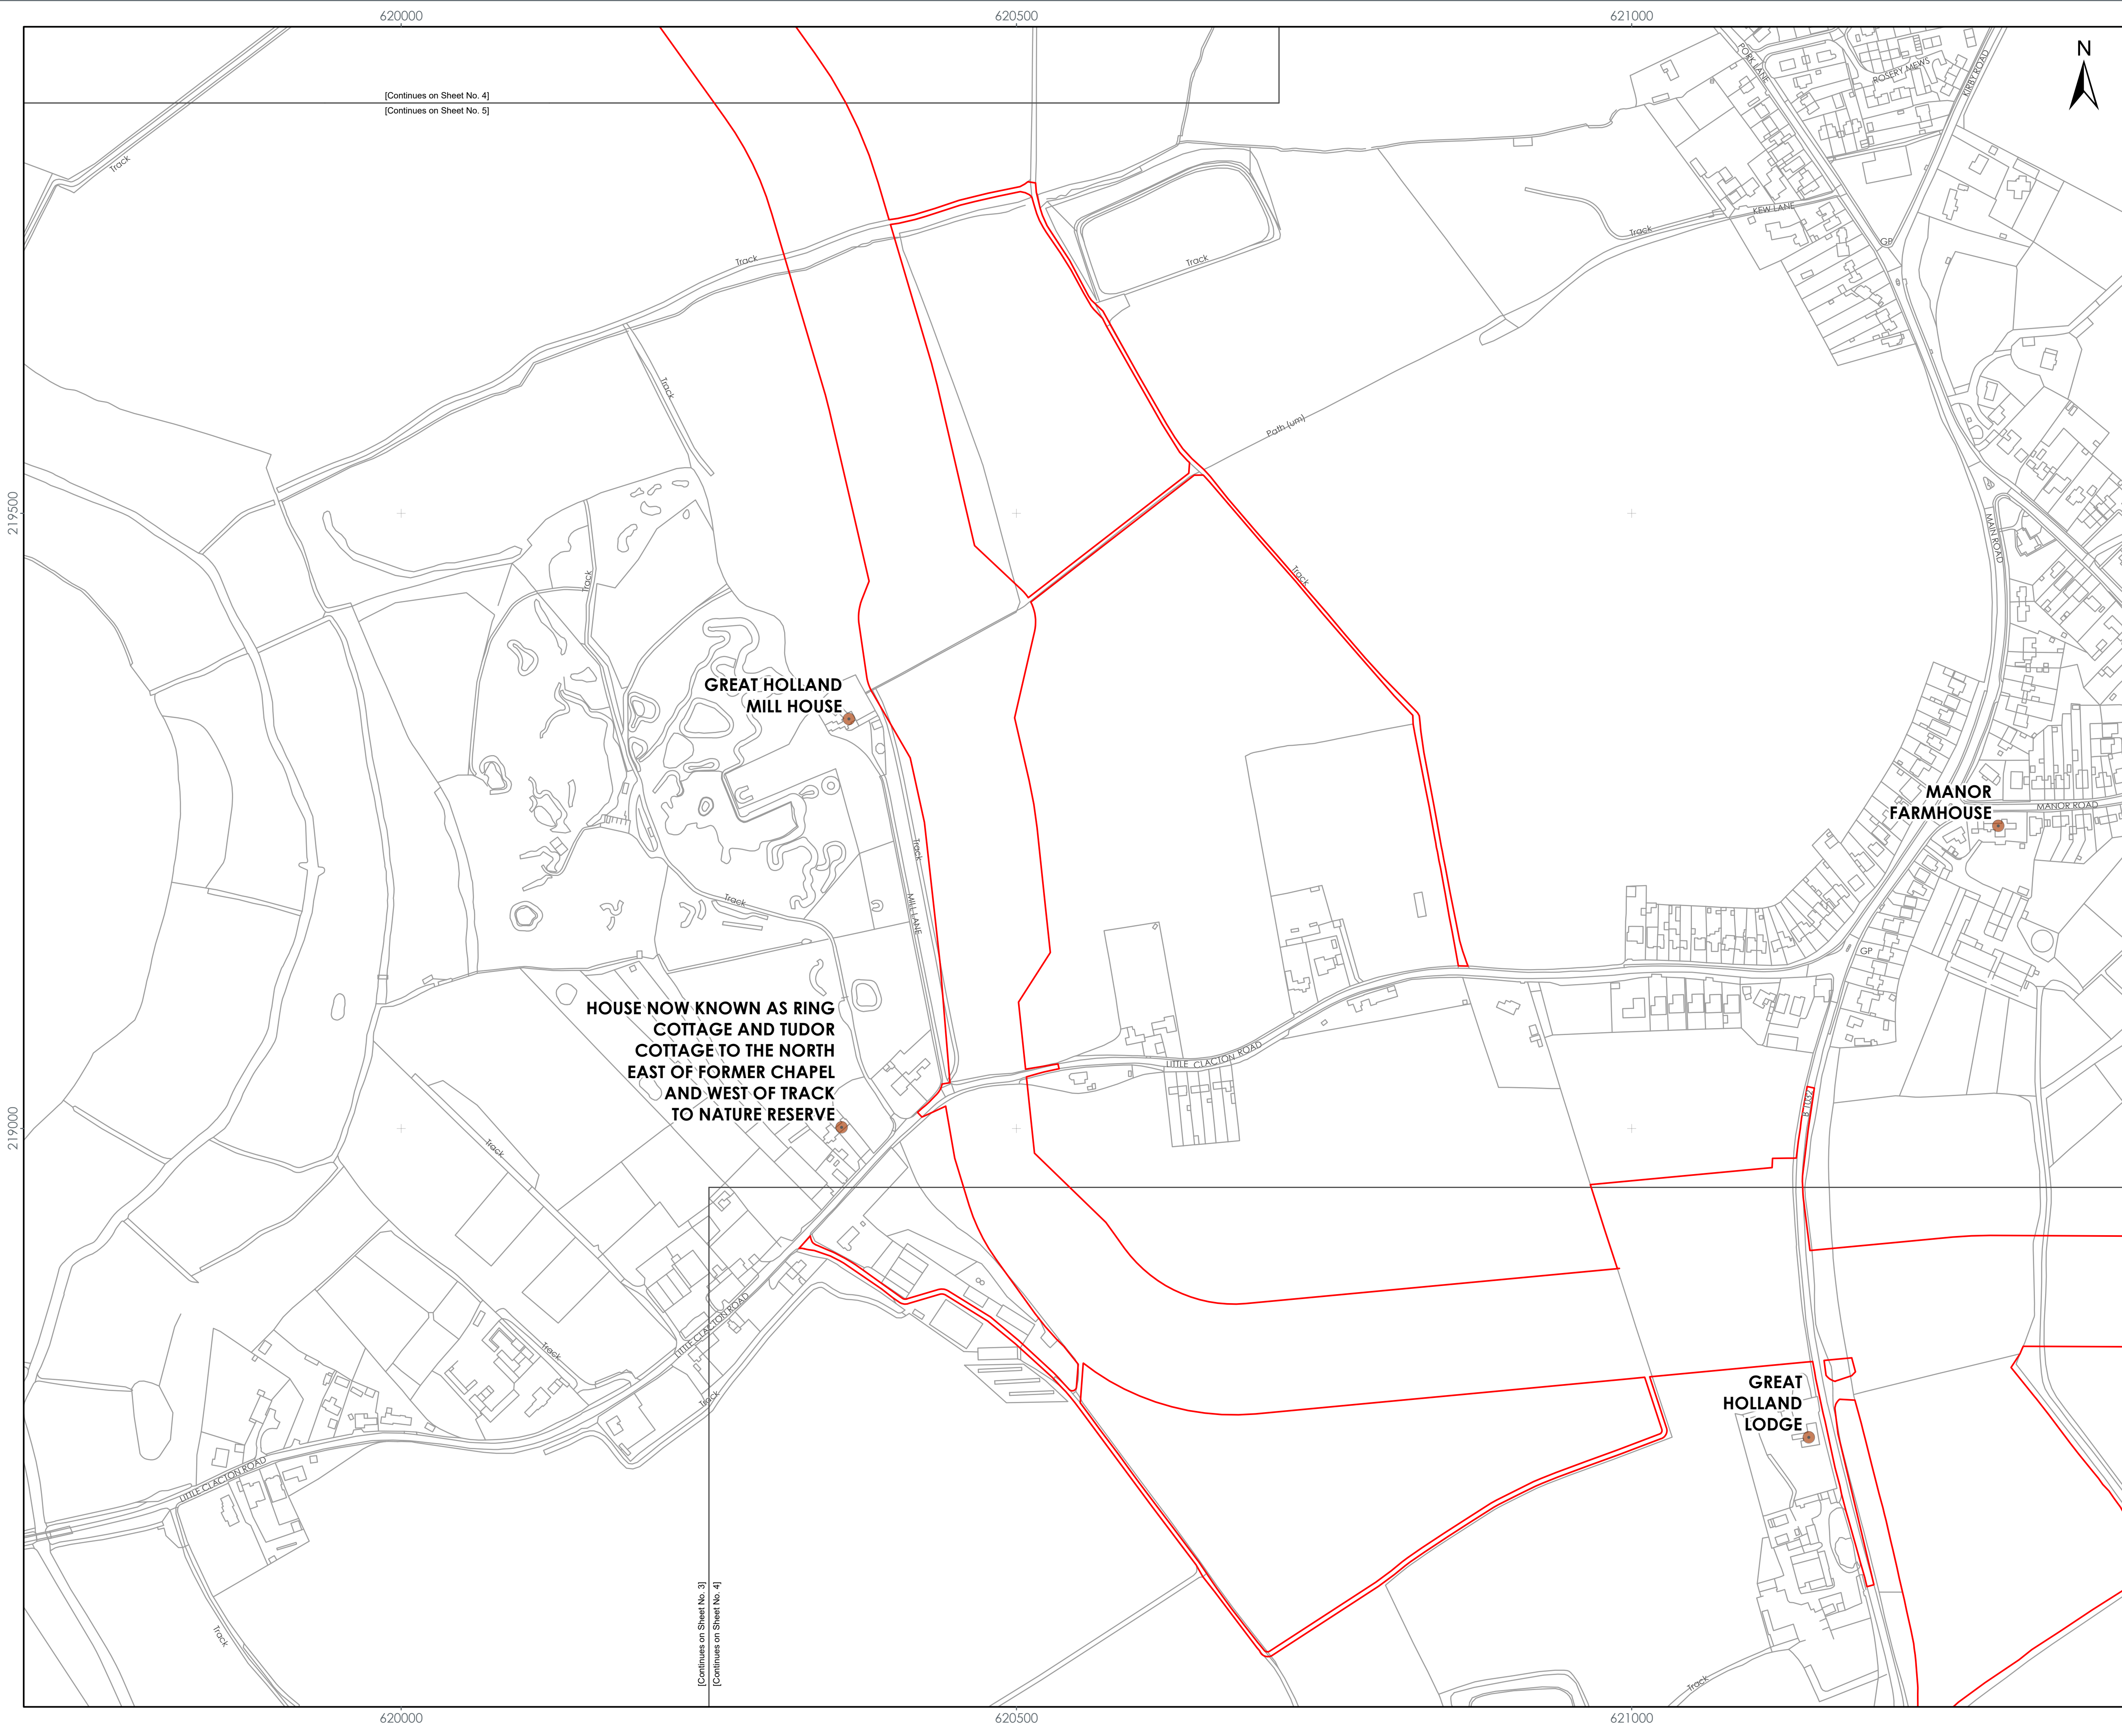 620000
620500
621000
N
PORK LANE
ROSERY MEWS
KIRBY ROAD
[Continues on Sheet No. 4]
[Continues on Sheet No. 5]
Track
KEW LANE
Track
GP
Track
Track
Track
Path (um)
219500
MAIN ROAD
Track
Track
GREAT HOLLAND
MILL HOUSE
MANOR
FARMHOUSE
MANOR ROAD
Track
MILL LANE
Track
GP
HOUSE NOW KNOWN AS RING
COTTAGE AND TUDOR
COTTAGE TO THE NORTH
EAST OF FORMER CHAPEL
AND WEST OF TRACK
TO NATURE RESERVE
LITTLE CLACTON ROAD
B 1032
219000
Track
LITTLE CLACTON ROAD
Track
Track
GREAT
HOLLAND
LODGE
LITTLE CLACTON ROAD
Track
[Continues on Sheet No. 3]
[Continues on Sheet No. 4]
Track
620000
620500
621000